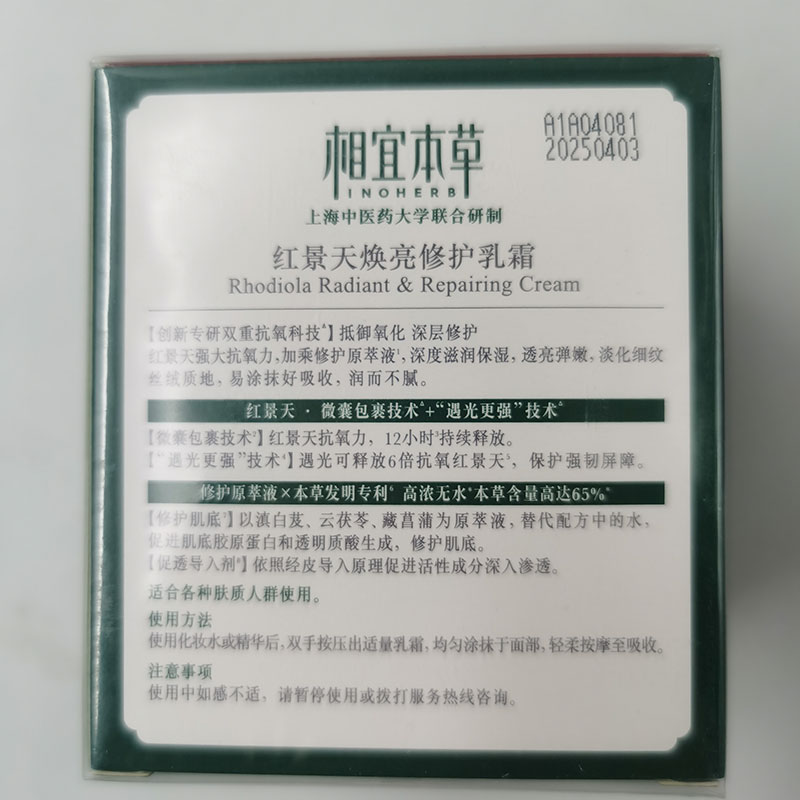 相宜本草
INOHERB
A1A04081
20250403
上海中医药大学联合研制
红景天焕亮修护乳霜
Rhodiola Radiant & Repairing Cream
【创新专研双重抗氧科技△】抵御氧化 深层修护
红景天强大抗氧力,加乘修护原萃液¹,深度滋润保湿,透亮弹嫩,淡化细纹
丝绒质地,易涂抹好吸收,润而不腻。
红景天·微囊包裹技术△+“遇光更强”技术△
【微囊包裹技术²】红景天抗氧力,12小时³持续释放。
【“遇光更强”技术⁴】遇光可释放6倍抗氧红景天⁵,保护强韧屏障。
修护原萃液×本草发明专利⁶ 高浓无水*本草含量高达65%*
【修护肌底⁷】以滇白芨、云茯苓、藏菖蒲为原萃液,替代配方中的水,
促进肌底胶原蛋白和透明质酸生成,修护肌底。
【促透导入剂⁸】依照经皮导入原理促进活性成分深入渗透。
适合各种肤质人群使用。
使用方法
使用化妆水或精华后,双手按压出适量乳霜,均匀涂抹于面部,轻柔按摩至吸收。
注意事项
使用中如感不适,请暂停使用或拨打服务热线咨询。